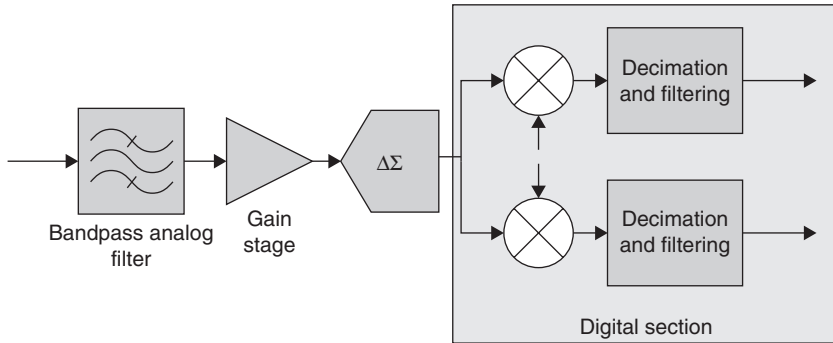 Bandpass analog
filter
Gain
stage
ΔΣ
Decimation
and filtering
Decimation
and filtering
Digital section